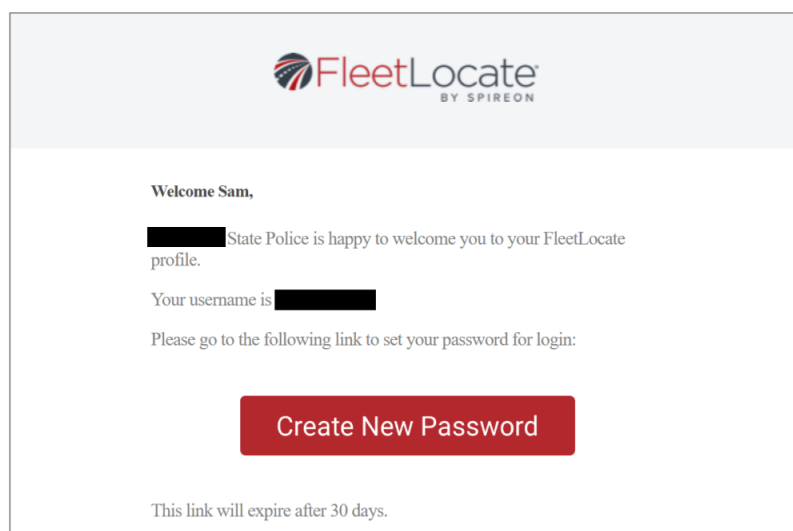 FleetLocate
BY SPIREON
Welcome Sam,
State Police is happy to welcome you to your FleetLocate
profile.
Your username is
Please go to the following link to set your password for login:
Create New Password
This link will expire after 30 days.